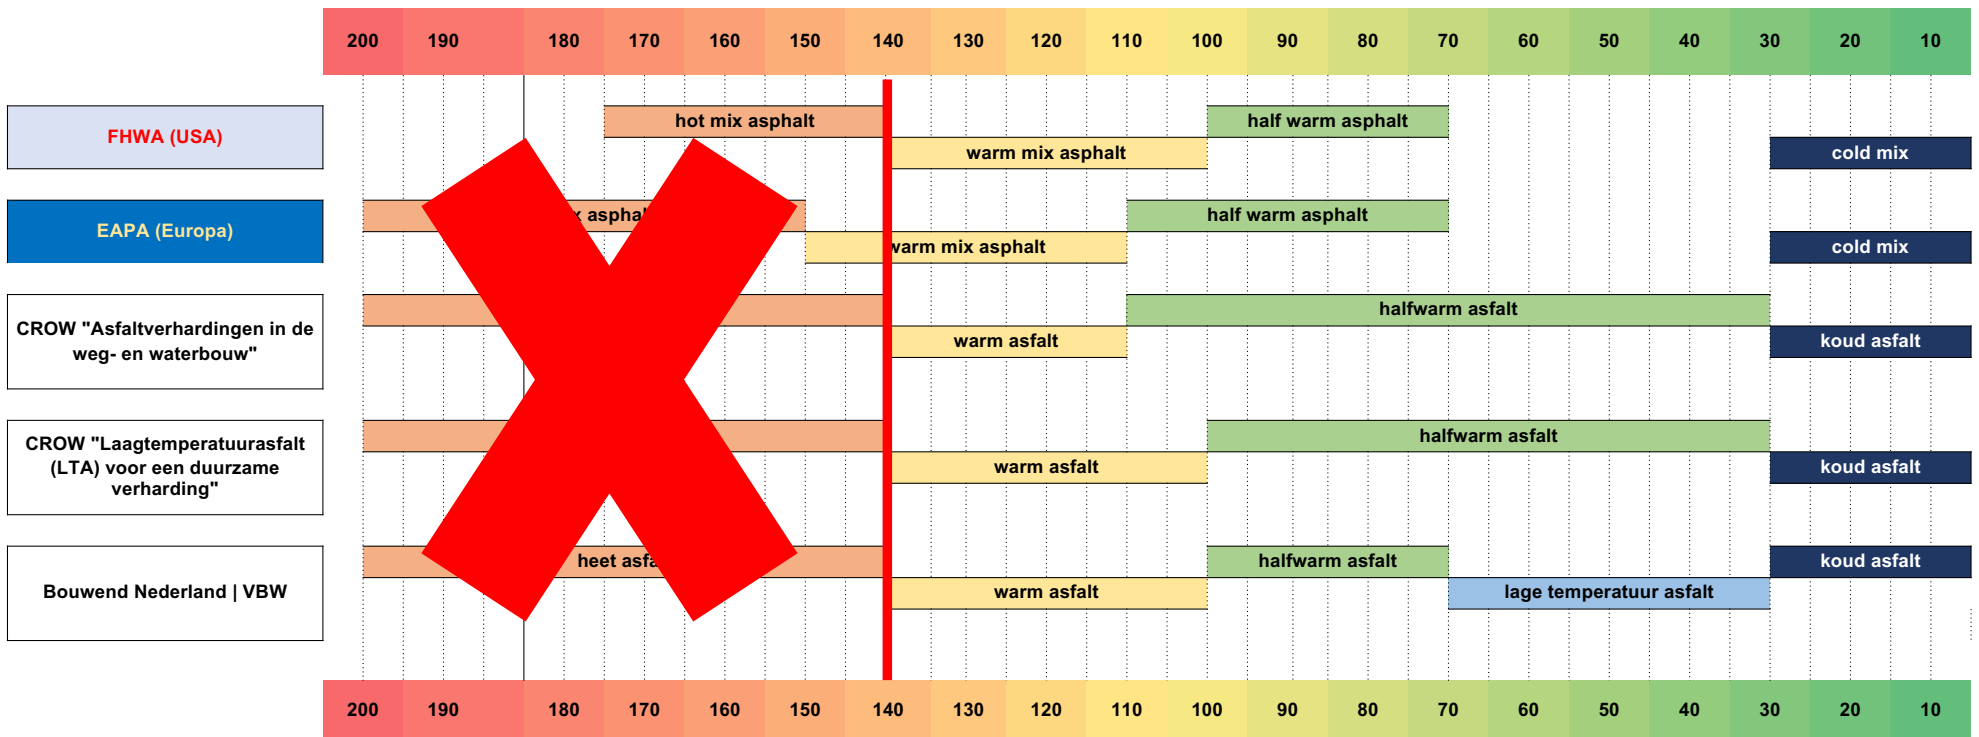 200 190 180 170 160 150 140 130 120 110 100 90 80 70 60 50 40 30 20 10
FHWA (USA)
hot mix asphalt
half warm asphalt
warm mix asphalt
cold mix
EAPA (Europa)
half warm asphalt
warm mix asphalt
cold mix
CROW "Asfaltverhardingen in de
weg- en waterbouw"
halfwarm asfalt
warm asfalt
koud asfalt
CROW "Laagtemperatuurasfalt
(LTA) voor een duurzame
verharding"
halfwarm asfalt
warm asfalt
koud asfalt
Bouwend Nederland | VBW
heet
halfwarm asfalt
koud asfalt
warm asfalt
lage temperatuur asfalt
200 190 180 170 160 150 140 130 120 110 100 90 80 70 60 50 40 30 20 10